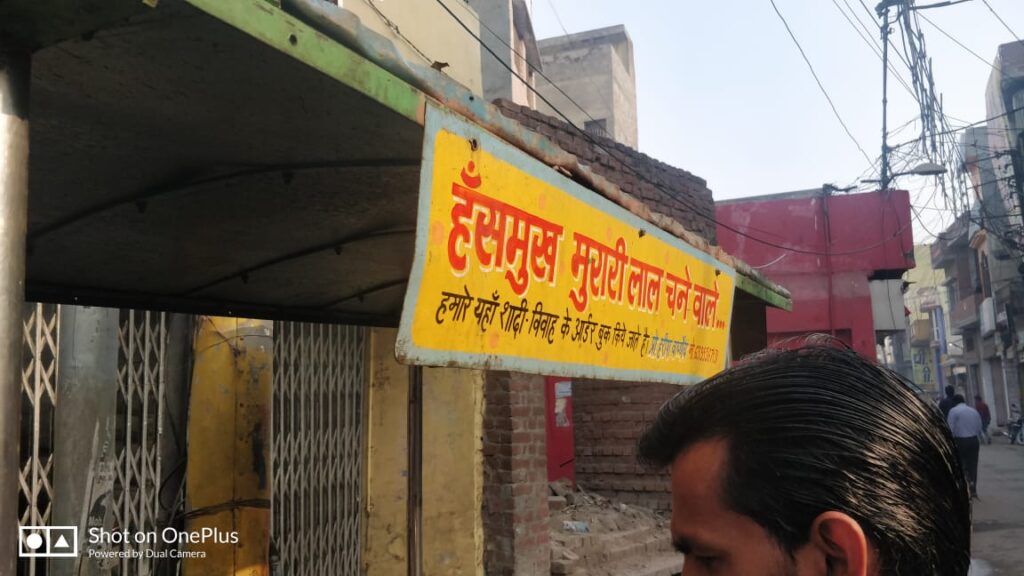 हँसमुख मुरारी लाल चने वाले...
हमारे यहाँ शादी-विवाह के आर्डर बुक किये जाते है
Shot on OnePlus
Powered by Dual Camera